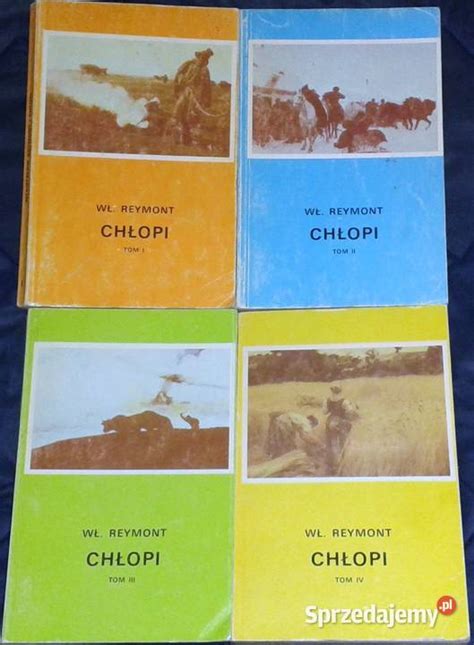 WŁ. REYMONT
CHŁOPI
TOM I
WŁ. REYMONT
CHŁOPI
TOM II
WŁ. REYMONT
CHŁOPI
TOM III
WŁ. REYMONT
CHŁOPI
TOM IV
Sprzedajemy.pl